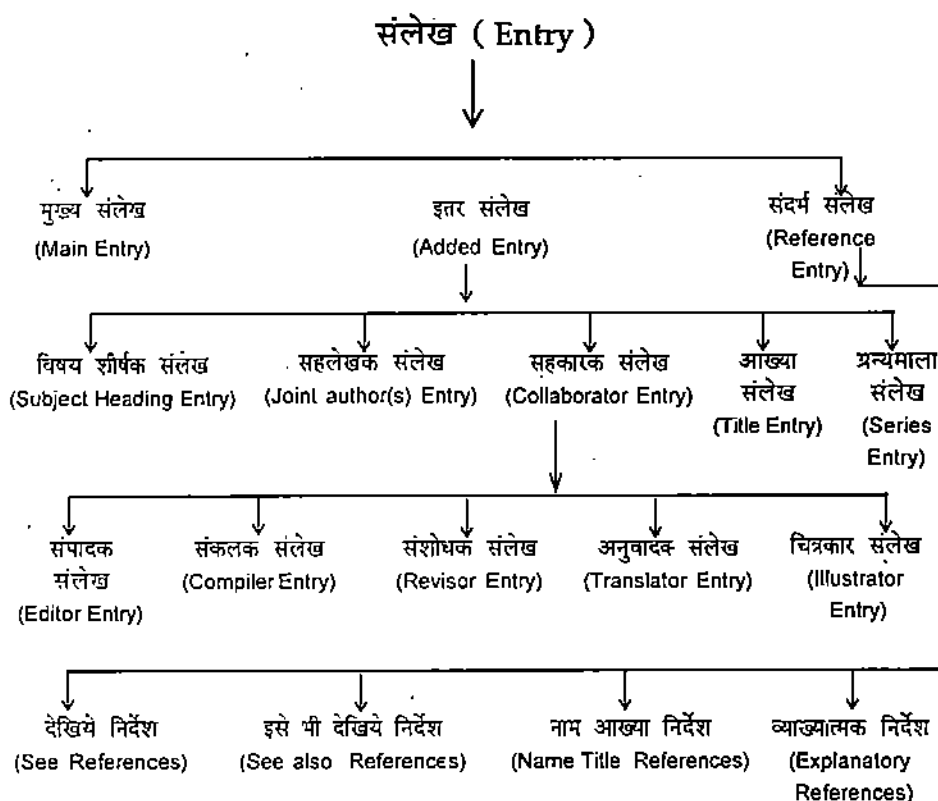 संलेख ( Entry )
मुख्य संलेख
(Main Entry)
इतर संलेख
(Added Entry)
संदर्भ संलेख
(Reference
Entry)
विषय शीर्षक संलेख
(Subject Heading Entry)
सहलेखक संलेख
(Joint author(s) Entry)
सहकारक संलेख
(Collaborator Entry)
आख्या
संलेख
(Title Entry)
ग्रन्थमाला
संलेख
(Series
Entry)
संपादक
संलेख
(Editor Entry)
संकलक संलेख
(Compiler Entry)
संशोधक संलेख
(Revisor Entry)
अनुवादक संलेख
(Translator Entry)
चित्रकार संलेख
(Illustrator
Entry)
देखिये निर्देश
(See References)
इसे भी देखिये निर्देश
(See also References)
नाम आख्या निर्देश
(Name Title References)
व्याख्यात्मक निर्देश
(Explanatory
References)